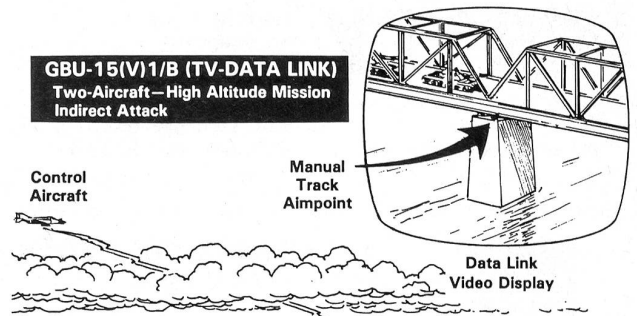 GBU-15(V)1/B (TV-DATA LINK)
Two-Aircraft—High Altitude Mission
Indirect Attack
Control
Aircraft
Manual
Track
Aimpoint
Data Link
Video Display